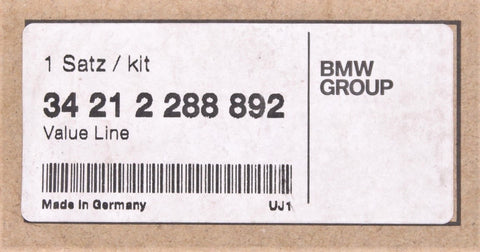 1 Satz / kit
34 21 2 288 892
Value Line
Made in Germany
UJ1
BMW
GROUP